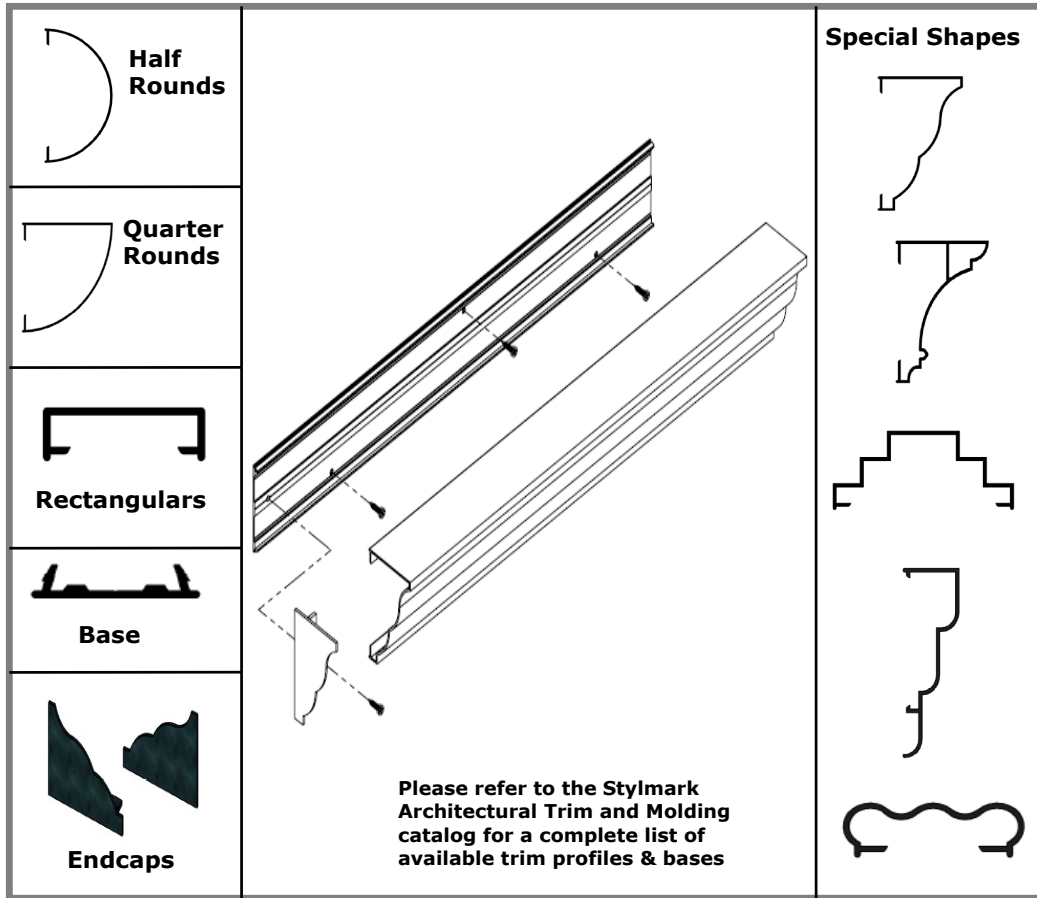 Half
Rounds
Quarter
Rounds
Rectangulars
Base
Endcaps
Please refer to the Stylmark
Architectural Trim and Molding
catalog for a complete list of
available trim profiles & bases
Special Shapes